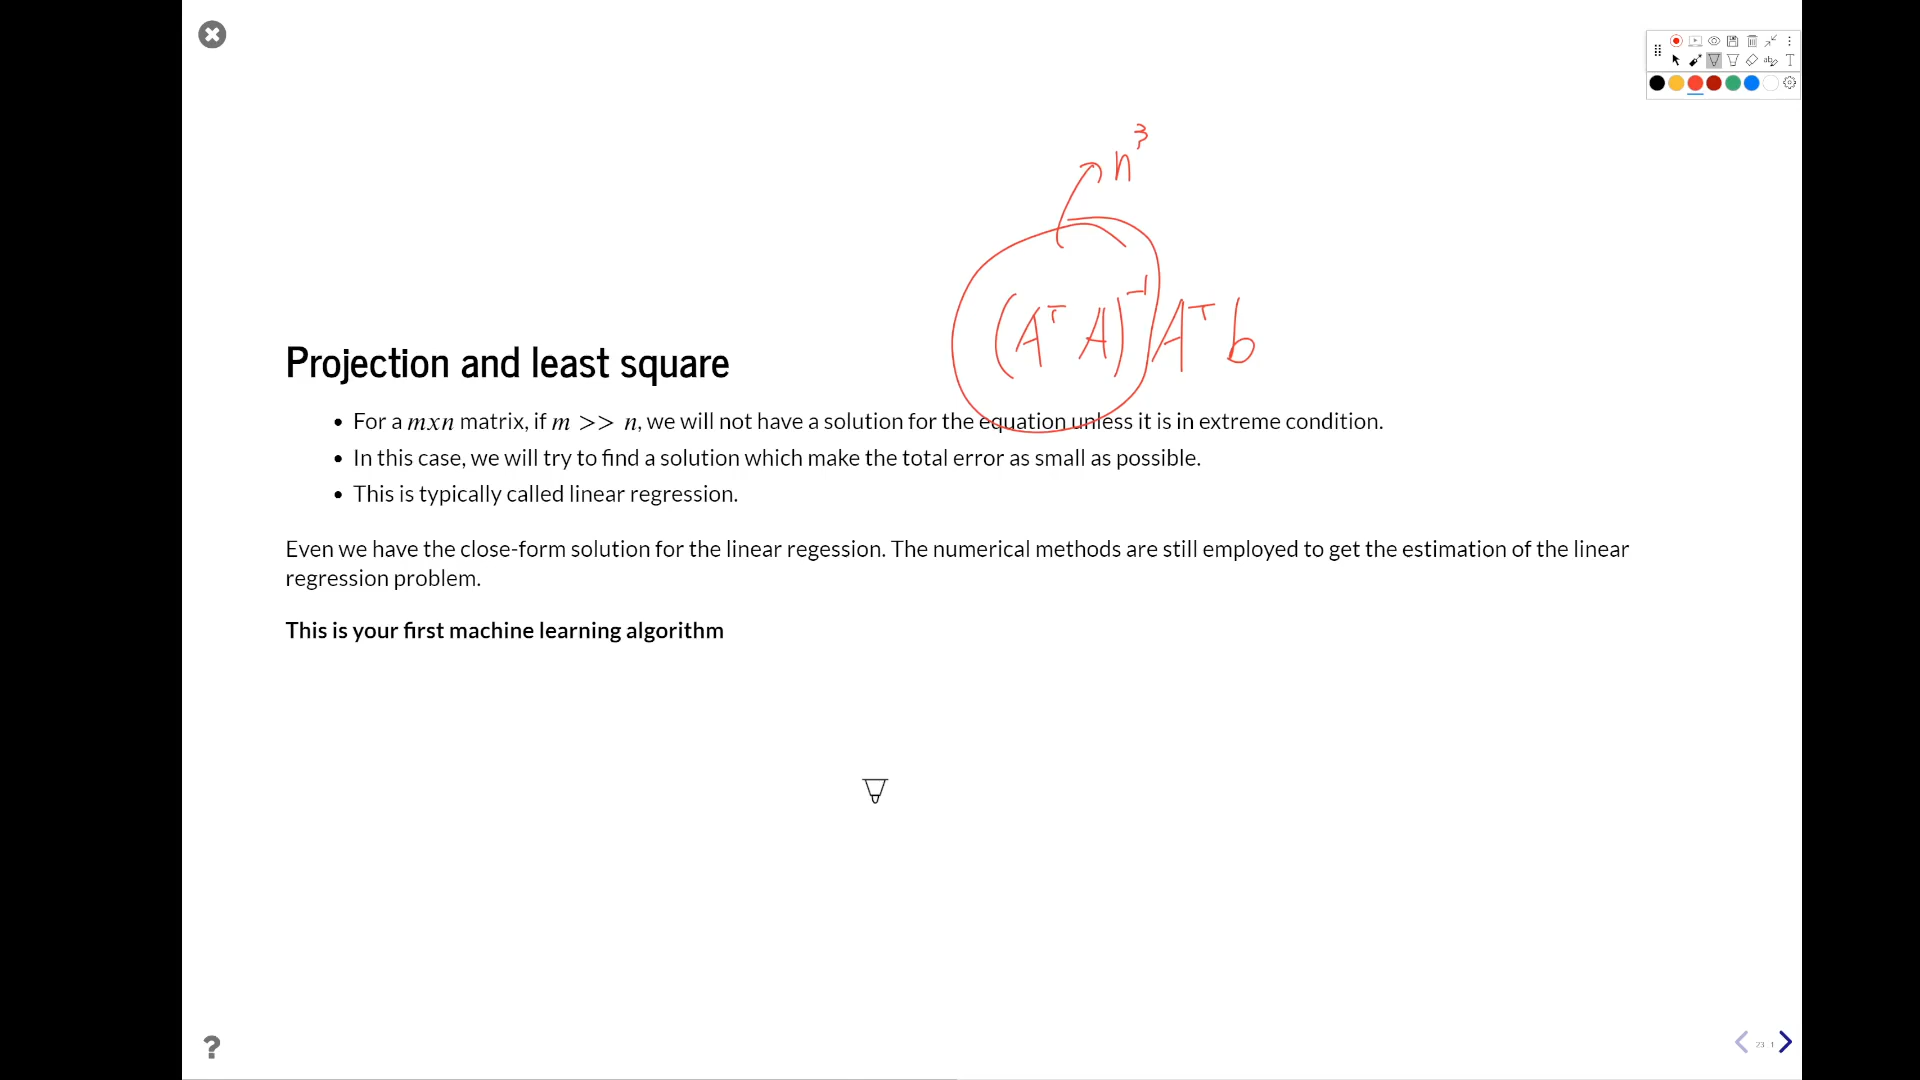 n³
(AᵀA)⁻¹Aᵀb
Projection and least square
• For a mxn matrix, if m >> n, we will not have a solution for the equation unless it is in extreme condition.
• In this case, we will try to find a solution which make the total error as small as possible.
• This is typically called linear regression.
Even we have the close-form solution for the linear regession. The numerical methods are still employed to get the estimation of the linear
regression problem.
This is your first machine learning algorithm
?
23 1